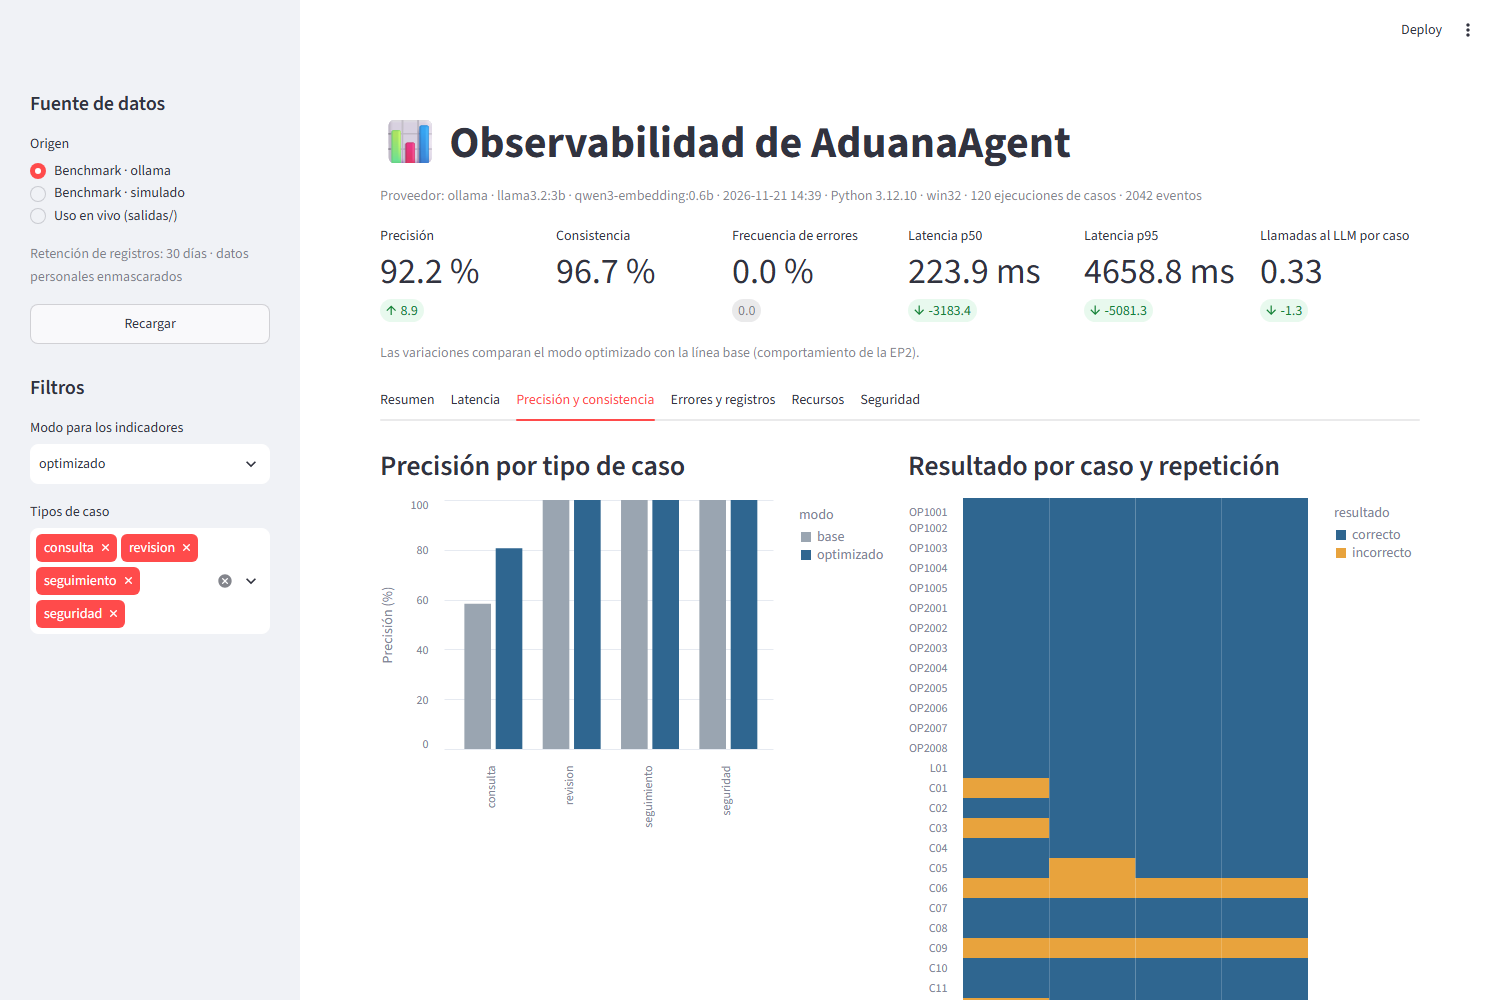 Deploy
Fuente de datos
Origen
Benchmark · ollama
Benchmark · simulado
Uso en vivo (salidas/)
Retención de registros: 30 días · datos
personales enmascarados
Recargar
Filtros
Modo para los indicadores
optimizado
Tipos de caso
consulta
revision
seguimiento
seguridad
Observabilidad de AduanaAgent
Proveedor: ollama · llama3.2:3b · qwen3-embedding:0.6b · 2026-11-21 14:39 · Python 3.12.10 · win32 · 120 ejecuciones de casos · 2042 eventos
Precisión
92.2 %
8.9
Consistencia
96.7 %
Frecuencia de errores
0.0 %
0.0
Latencia p50
223.9 ms
-3183.4
Latencia p95
4658.8 ms
-5081.3
Llamadas al LLM por caso
0.33
-1.3
Las variaciones comparan el modo optimizado con la línea base (comportamiento de la EP2).
Resumen Latencia Precisión y consistencia Errores y registros Recursos Seguridad
Precisión por tipo de caso
Precisión (%)
100
80
60
40
20
0
consulta
revision
seguimiento
seguridad
modo
base
optimizado
Resultado por caso y repetición
OP1001
OP1002
OP1003
OP1004
OP1005
OP2001
OP2002
OP2003
OP2004
OP2005
OP2006
OP2007
OP2008
L01
C01
C02
C03
C04
C05
C06
C07
C08
C09
C10
C11
resultado
correcto
incorrecto